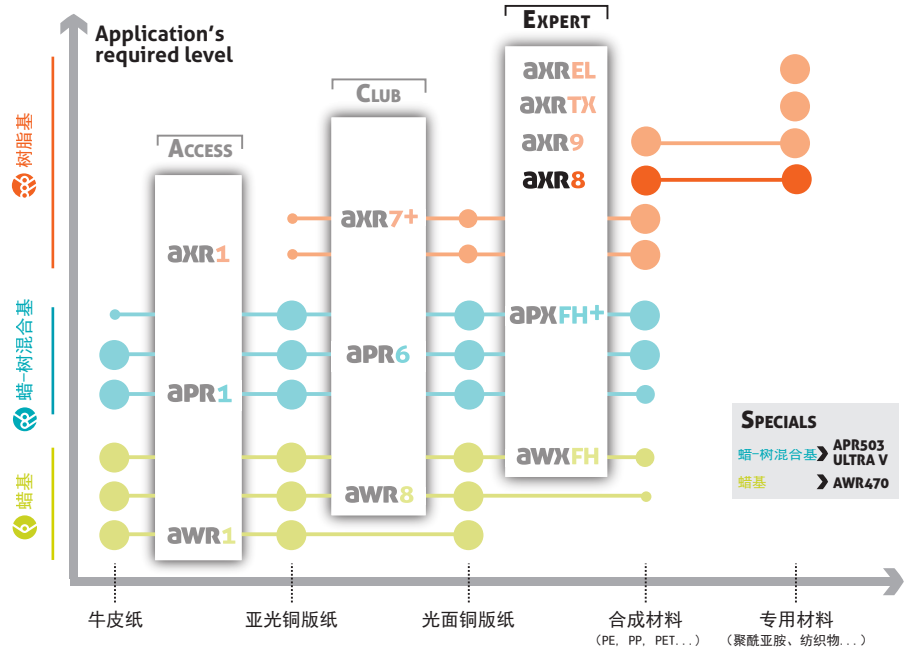 Application's
required level
EXPERT
CLUB
ACCESS
树脂基
蜡-树混合基
蜡基
aXREL
aXRTX
aXR9
aXR8
aXR7+
aXR1
aPXFH+
aPR6
aPR1
aWXFH
aWR8
aWR1
SPECIALS
蜡-树混合基 APR503
ULTRA V
蜡基 AWR470
牛皮纸 亚光铜版纸 光面铜版纸 合成材料 专用材料
(PE, PP, PET...) (聚酰亚胺、纺织物...)